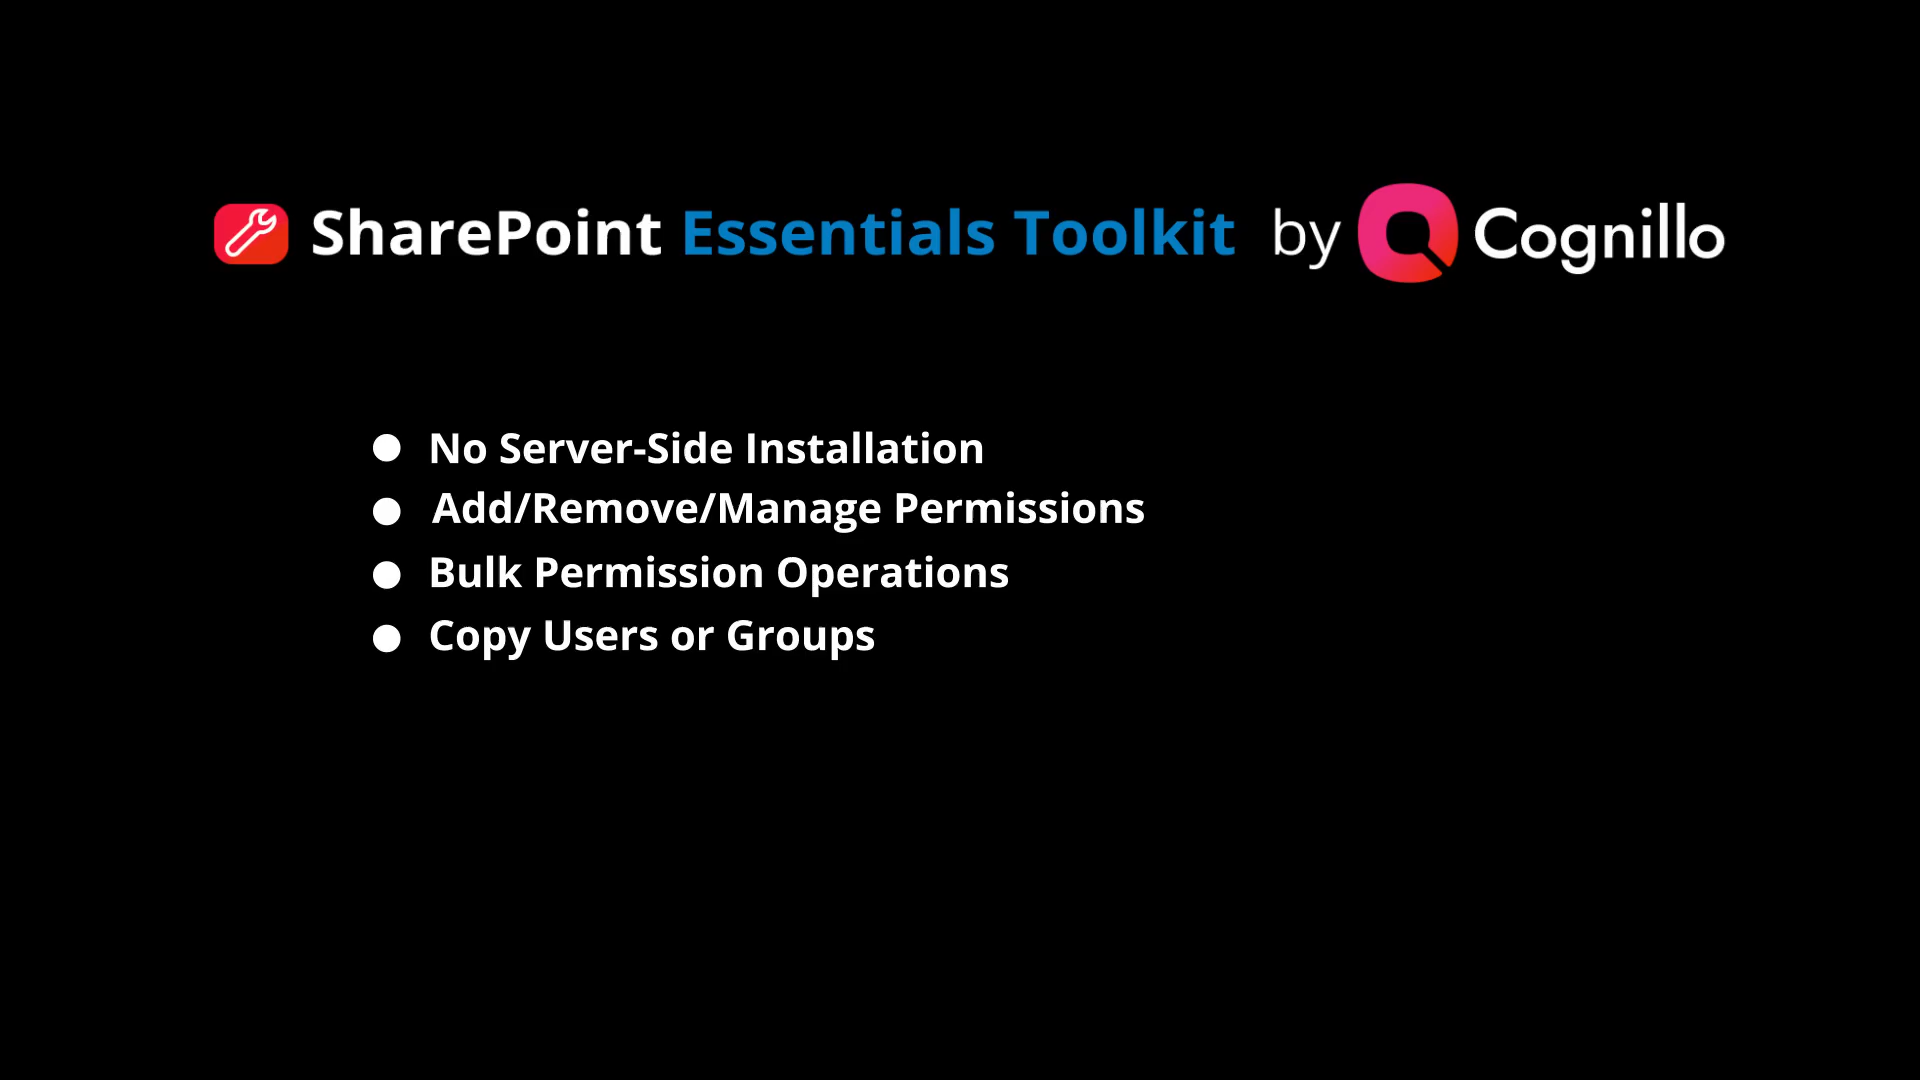 SharePoint Essentials Toolkit by Cognillo
No Server-Side Installation
Add/Remove/Manage Permissions
Bulk Permission Operations
Copy Users or Groups